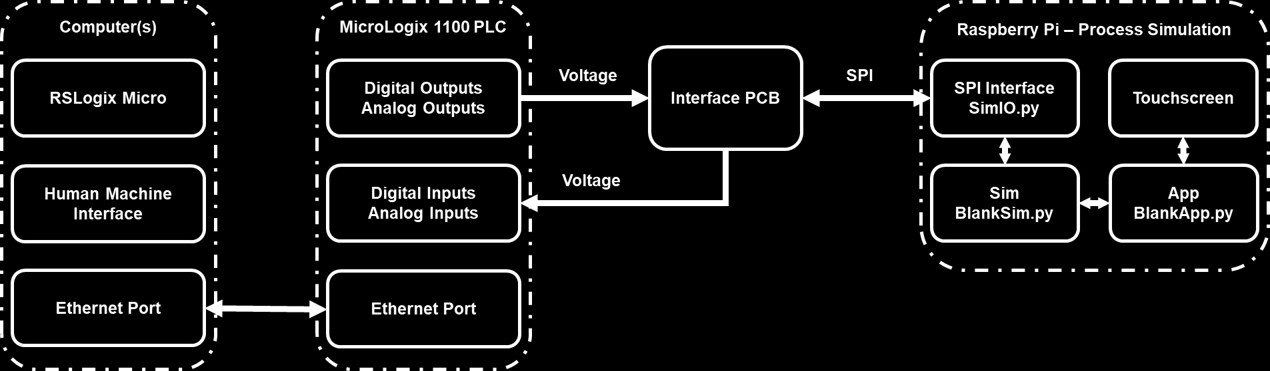 Computer(s)
RSLogix Micro
Human Machine
Interface
Ethernet Port
MicroLogix 1100 PLC
Digital Outputs
Analog Outputs
Digital Inputs
Analog Inputs
Ethernet Port
Voltage
Voltage
Interface PCB
SPI
Raspberry Pi – Process Simulation
SPI Interface
SimIO.py
Touchscreen
Sim
BlankSim.py
App
BlankApp.py